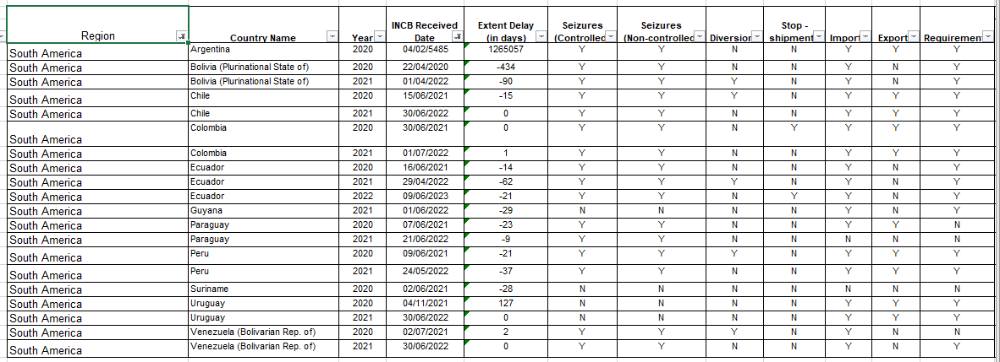 Region Country Name Year INCB Received Date Extent Delay (in days) Seizures (Controlled Seizures (Non-controlled Diversion Stop - shipment Import Export Requirement
South America Argentina 2020 04/02/5485 1265057 Y Y N N Y Y Y
South America Bolivia (Plurinational State of) 2020 22/04/2020 -434 Y Y N N Y N Y
South America Bolivia (Plurinational State of) 2021 01/04/2022 -90 Y Y Y N Y N Y
South America Chile 2020 15/06/2021 -15 Y Y Y N Y Y Y
South America Chile 2021 30/06/2022 0 Y Y N N Y Y Y
South America Colombia 2020 30/06/2021 0 Y Y N Y Y Y Y
South America Colombia 2021 01/07/2022 1 Y Y N N Y Y Y
South America Ecuador 2020 16/06/2021 -14 Y Y N N Y N Y
South America Ecuador 2021 29/04/2022 -62 Y Y Y N Y N Y
South America Ecuador 2022 09/06/2023 -21 Y Y N Y Y N Y
South America Guyana 2021 01/06/2022 -29 N N N N Y N Y
South America Paraguay 2020 07/06/2021 -23 Y Y N N Y Y N
South America Paraguay 2021 21/06/2022 -9 Y Y N N N N N
South America Peru 2020 09/06/2021 -21 Y Y Y N Y Y Y
South America Peru 2021 24/05/2022 -37 Y Y N N Y Y Y
South America Suriname 2020 02/06/2021 -28 N N N N N N N
South America Uruguay 2020 04/11/2021 127 N N N N Y Y Y
South America Uruguay 2021 30/06/2022 0 N N N N Y Y Y
South America Venezuela (Bolivarian Rep. of) 2020 02/07/2021 2 Y Y Y N Y N N
South America Venezuela (Bolivarian Rep. of) 2021 30/06/2022 0 Y Y N N Y N Y